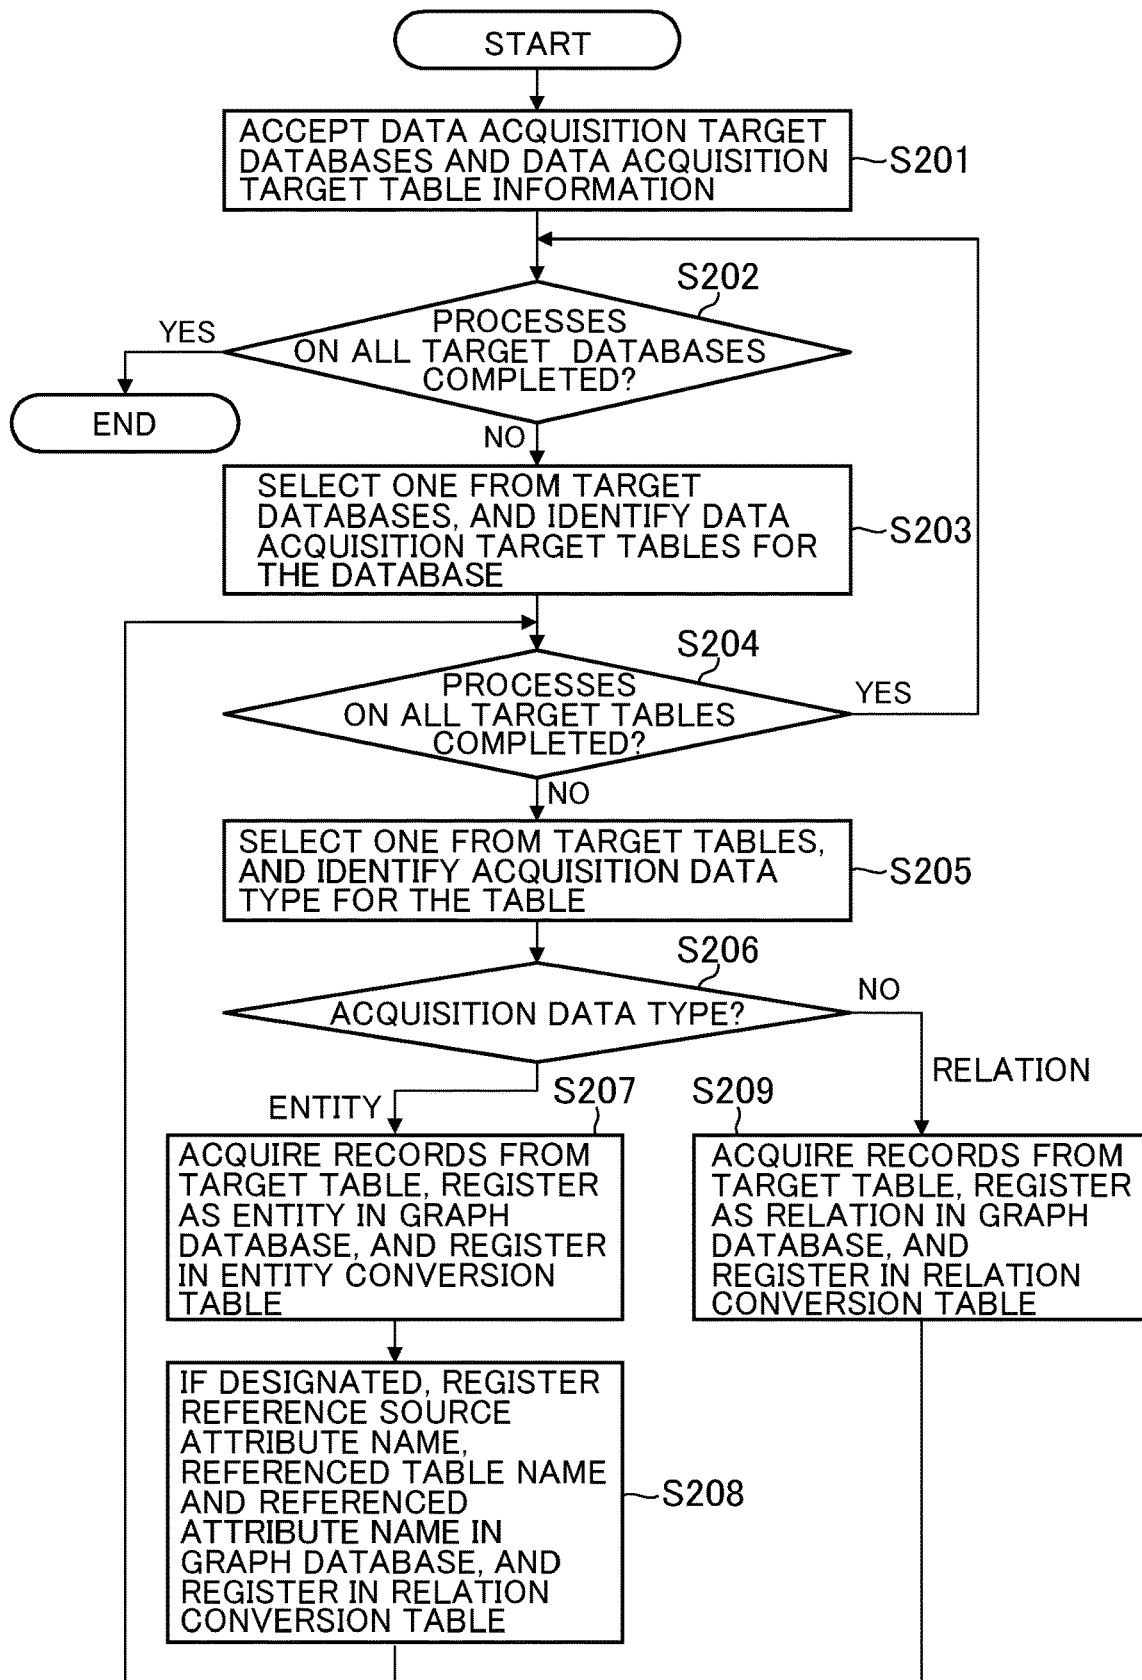 START
ACCEPT DATA ACQUISITION TARGET
DATABASES AND DATA ACQUISITION
TARGET TABLE INFORMATION
S201
S202
PROCESSES
ON ALL TARGET DATABASES
COMPLETED?
YES
END
NO
SELECT ONE FROM TARGET
DATABASES, AND IDENTIFY DATA
ACQUISITION TARGET TABLES FOR
THE DATABASE
S203
S204
PROCESSES
ON ALL TARGET TABLES
COMPLETED?
YES
NO
SELECT ONE FROM TARGET TABLES,
AND IDENTIFY ACQUISITION DATA
TYPE FOR THE TABLE
S205
S206
ACQUISITION DATA TYPE?
NO
RELATION
ENTITY
S207
ACQUIRE RECORDS FROM
TARGET TABLE, REGISTER
AS ENTITY IN GRAPH
DATABASE, AND REGISTER
IN ENTITY CONVERSION
TABLE
S209
ACQUIRE RECORDS FROM
TARGET TABLE, REGISTER
AS RELATION IN GRAPH
DATABASE, AND
REGISTER IN RELATION
CONVERSION TABLE
IF DESIGNATED, REGISTER
REFERENCE SOURCE
ATTRIBUTE NAME,
REFERENCED TABLE NAME
AND REFERENCED
ATTRIBUTE NAME IN
GRAPH DATABASE, AND
REGISTER IN RELATION
CONVERSION TABLE
S208